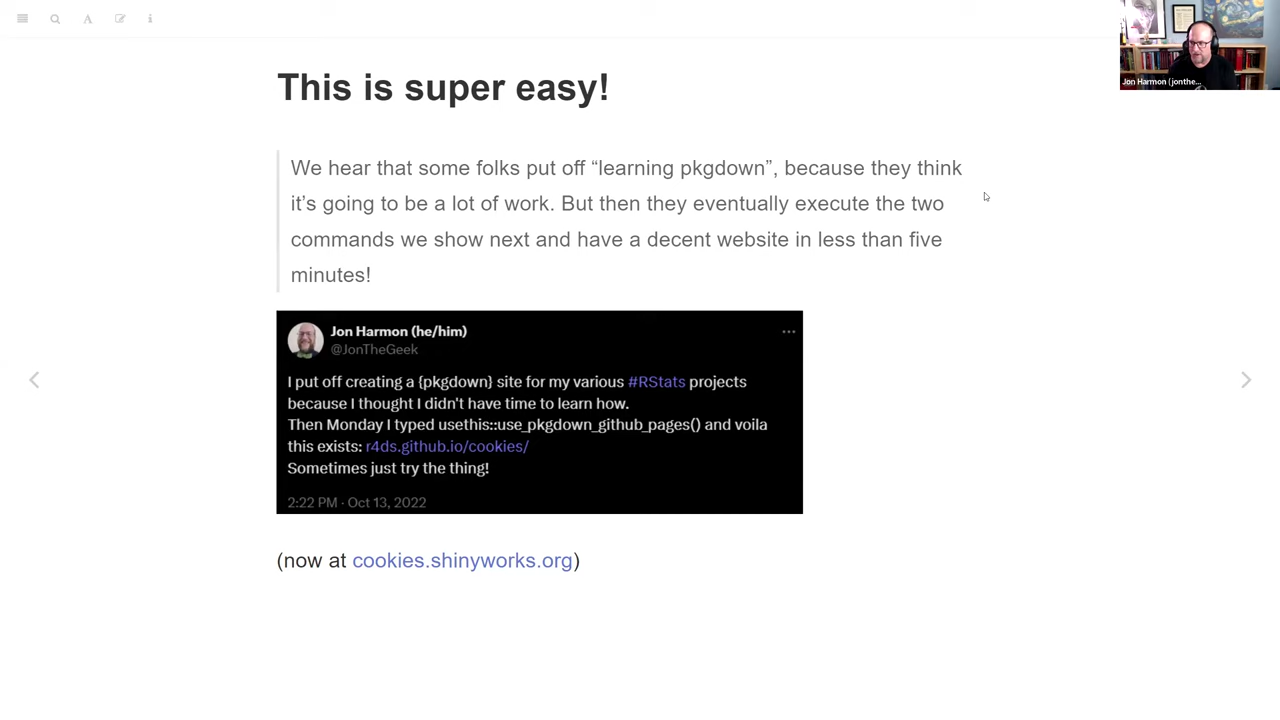 Jon Harmon (jonthe...
This is super easy!
We hear that some folks put off “learning pkgdown”, because they think
it’s going to be a lot of work. But then they eventually execute the two
commands we show next and have a decent website in less than five
minutes!
Jon Harmon (he/him)
@JonTheGeek
I put off creating a {pkgdown} site for my various #RStats projects
because I thought I didn't have time to learn how.
Then Monday I typed usethis::use_pkgdown_github_pages() and voila
this exists: r4ds.github.io/cookies/
Sometimes just try the thing!
2:22 PM · Oct 13, 2022
(now at cookies.shinyworks.org)